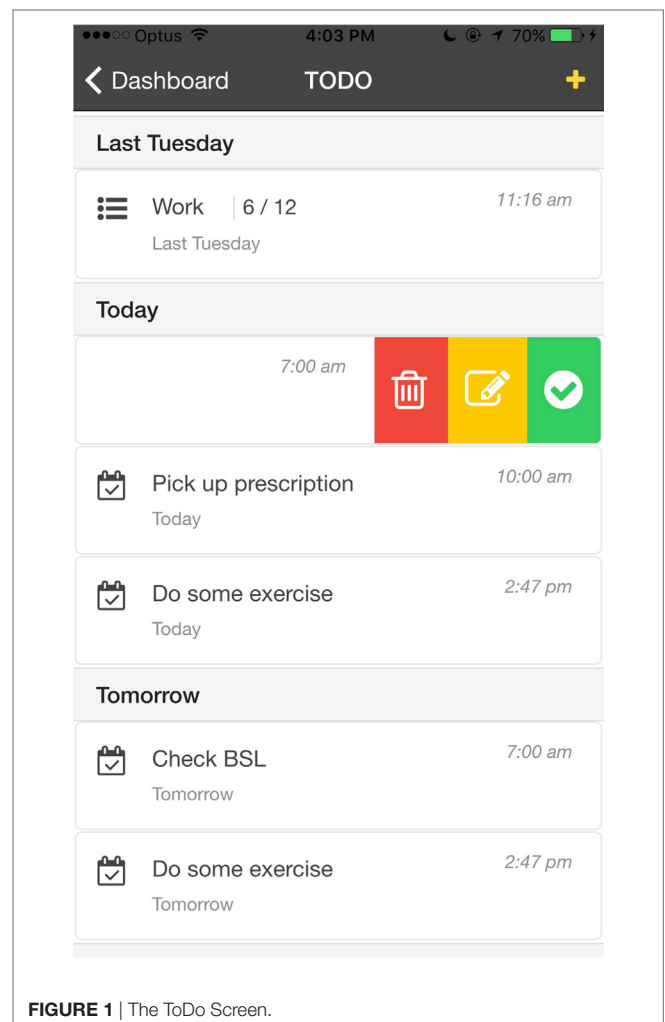 Optus 4:03 PM 70%
Dashboard TODO +
Last Tuesday
Work 6 / 12 11:16 am
Last Tuesday
Today
7:00 am
Pick up prescription 10:00 am
Today
Do some exercise 2:47 pm
Today
Tomorrow
Check BSL 7:00 am
Tomorrow
Do some exercise 2:47 pm
Tomorrow
FIGURE 1 | The ToDo Screen.